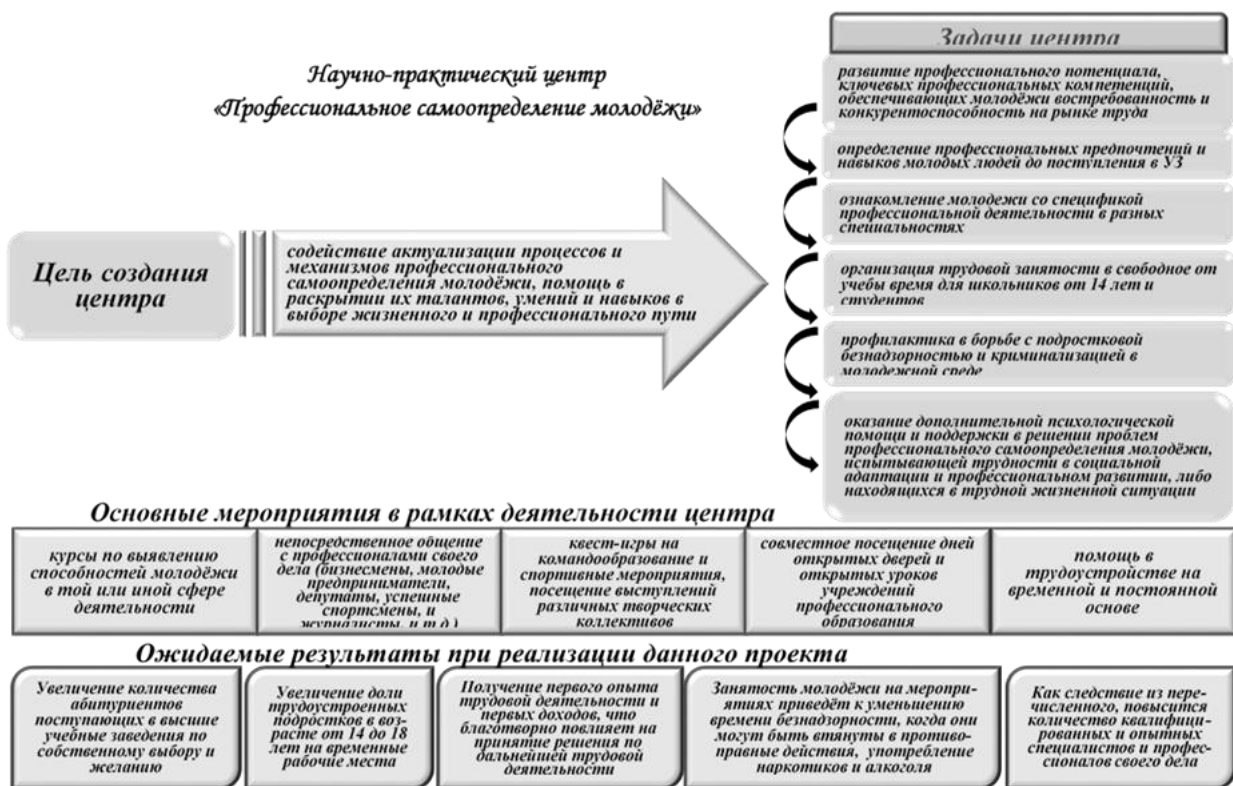 Научно-практический центр
«Профессиональное самоопределение молодёжи»
Цель создания
центра
содействие актуализации процессов и
механизмов профессионального
самоопределения молодёжи, помощь в
раскрытии их талантов, умений и навыков в
выборе жизненного и профессионального пути
Задачи центра
развитие профессионального потенциала,
ключевых профессиональных компетенций,
обеспечивающих молодёжи востребованность и
конкурентоспособность на рынке труда
определение профессиональных предпочтений и
навыков молодых людей до поступления в УЗ
ознакомление молодежи со спецификой
профессиональной деятельности в разных
специальностях
организация трудовой занятости в свободное от
учебы время для школьников от 14 лет и
студентов
профилактика в борьбе с подростковой
безнадзорностью и криминализацией в
молодежной среде
оказание дополнительной психологической
помощи и поддержки в решении проблем
профессионального самоопределения молодёжи,
испытывающей трудности в социальной
адаптации и профессиональном развитии, либо
находящихся в трудной жизненной ситуации
Основные мероприятия в рамках деятельности центра
курсы по выявлению
способностей молодёжи
в той или иной сфере
деятельности
непосредственное общение
с профессионалами своего
дела (бизнесмены, молодые
предприниматели,
депутаты, успешные
спортсмены, и
журналисты, и т.д.)
квест-игры на
командообразование и
спортивные мероприятия,
посещение выступлений
различных творческих
коллективов
совместное посещение дней
открытых дверей и
открытых уроков
учреждений
профессионального
образования
помощь в
трудоустройстве на
временной и постоянной
основе
Ожидаемые результаты при реализации данного проекта
Увеличение количества
абитуриентов
поступающих в высшие
учебные заведения по
собственному выбору и
желанию
Увеличение доли
трудоустроенных
подростков в воз-
расте от 14 до 18
лет на временные
рабочие места
Получение первого опыта
трудовой деятельности и
первых доходов, что
благотворно повлияет на
принятие решения по
дальнейшей трудовой
деятельности
Занятость молодёжи на меропри-
ятиях приведёт к уменьшению
времени безнадзорности, когда они
могут быть втянуты в противо-
правные действия, употребление
наркотиков и алкоголя
Как следствие из пере-
численного, повысится
количество квалифици-
рованных и опытных
специалистов и профес-
сионалов своего дела